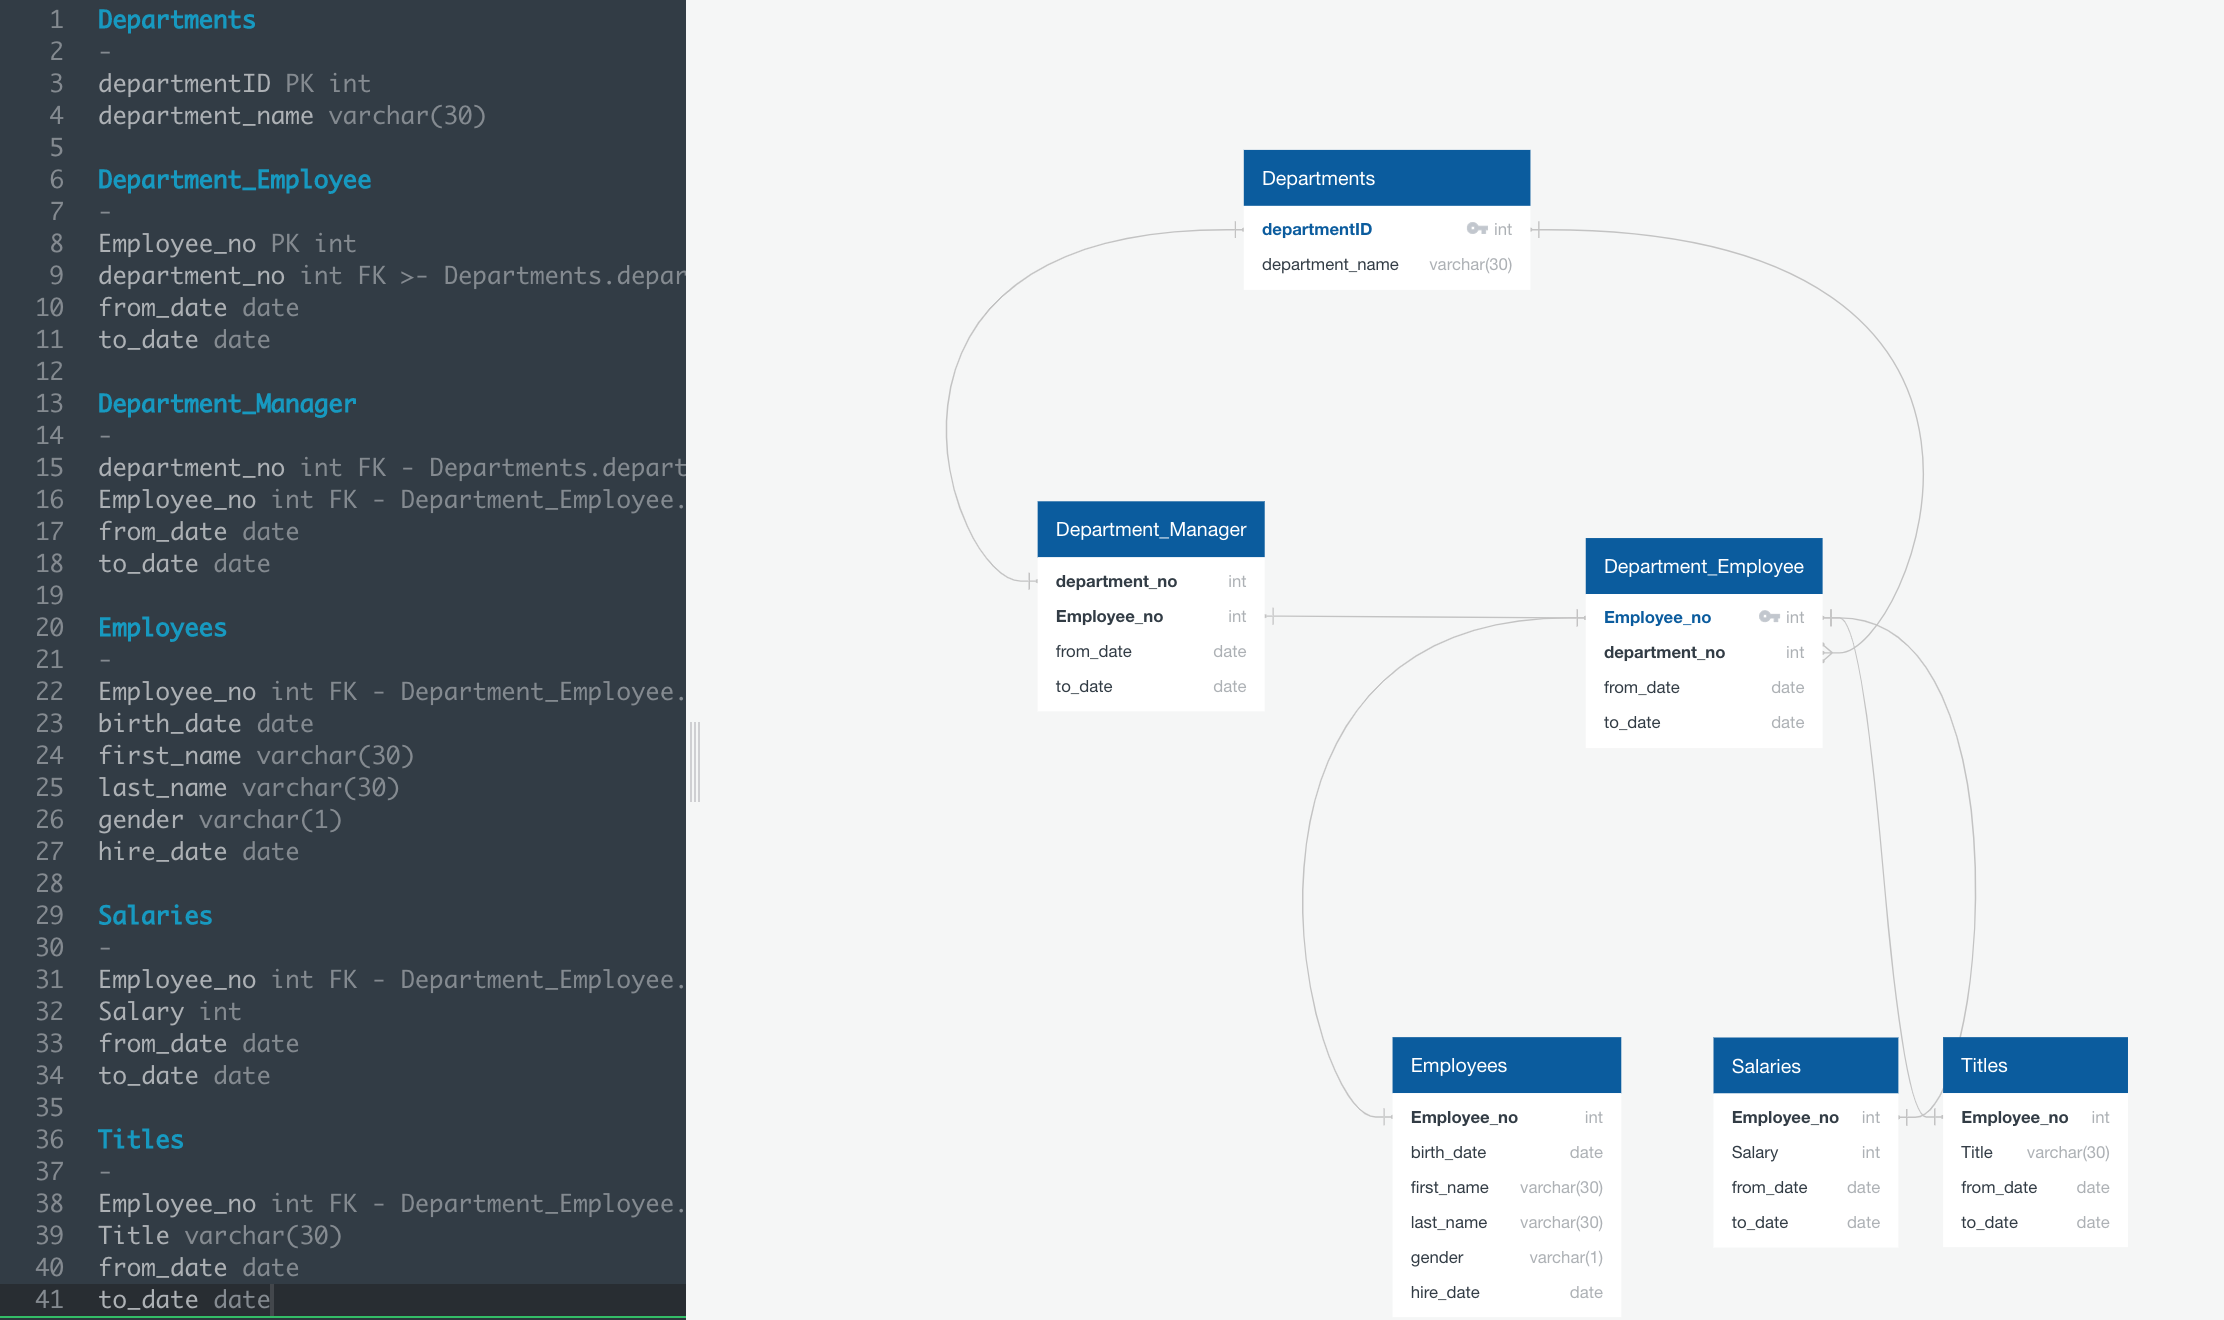 1 Departments
2 -
3 departmentID PK int
4 department_name varchar(30)
5
6 Department_Employee
7 -
8 Employee_no PK int
9 department_no int FK >- Departments.depar
10 from_date date
11 to_date date
12
13 Department_Manager
14 -
15 department_no int FK - Departments.depart
16 Employee_no int FK - Department_Employee.
17 from_date date
18 to_date date
19
20 Employees
21 -
22 Employee_no int FK - Department_Employee.
23 birth_date date
24 first_name varchar(30)
25 last_name varchar(30)
26 gender varchar(1)
27 hire_date date
28
29 Salaries
30 -
31 Employee_no int FK - Department_Employee.
32 Salary int
33 from_date date
34 to_date date
35
36 Titles
37 -
38 Employee_no int FK - Department_Employee.
39 Title varchar(30)
40 from_date date
41 to_date date
Departments
departmentID int
department_name varchar(30)
Department_Manager
department_no int
Employee_no int
from_date date
to_date date
Department_Employee
Employee_no int
department_no int
from_date date
to_date date
Employees
Employee_no int
birth_date date
first_name varchar(30)
last_name varchar(30)
gender varchar(1)
hire_date date
Salaries
Employee_no int
Salary int
from_date date
to_date date
Titles
Employee_no int
Title varchar(30)
from_date date
to_date date